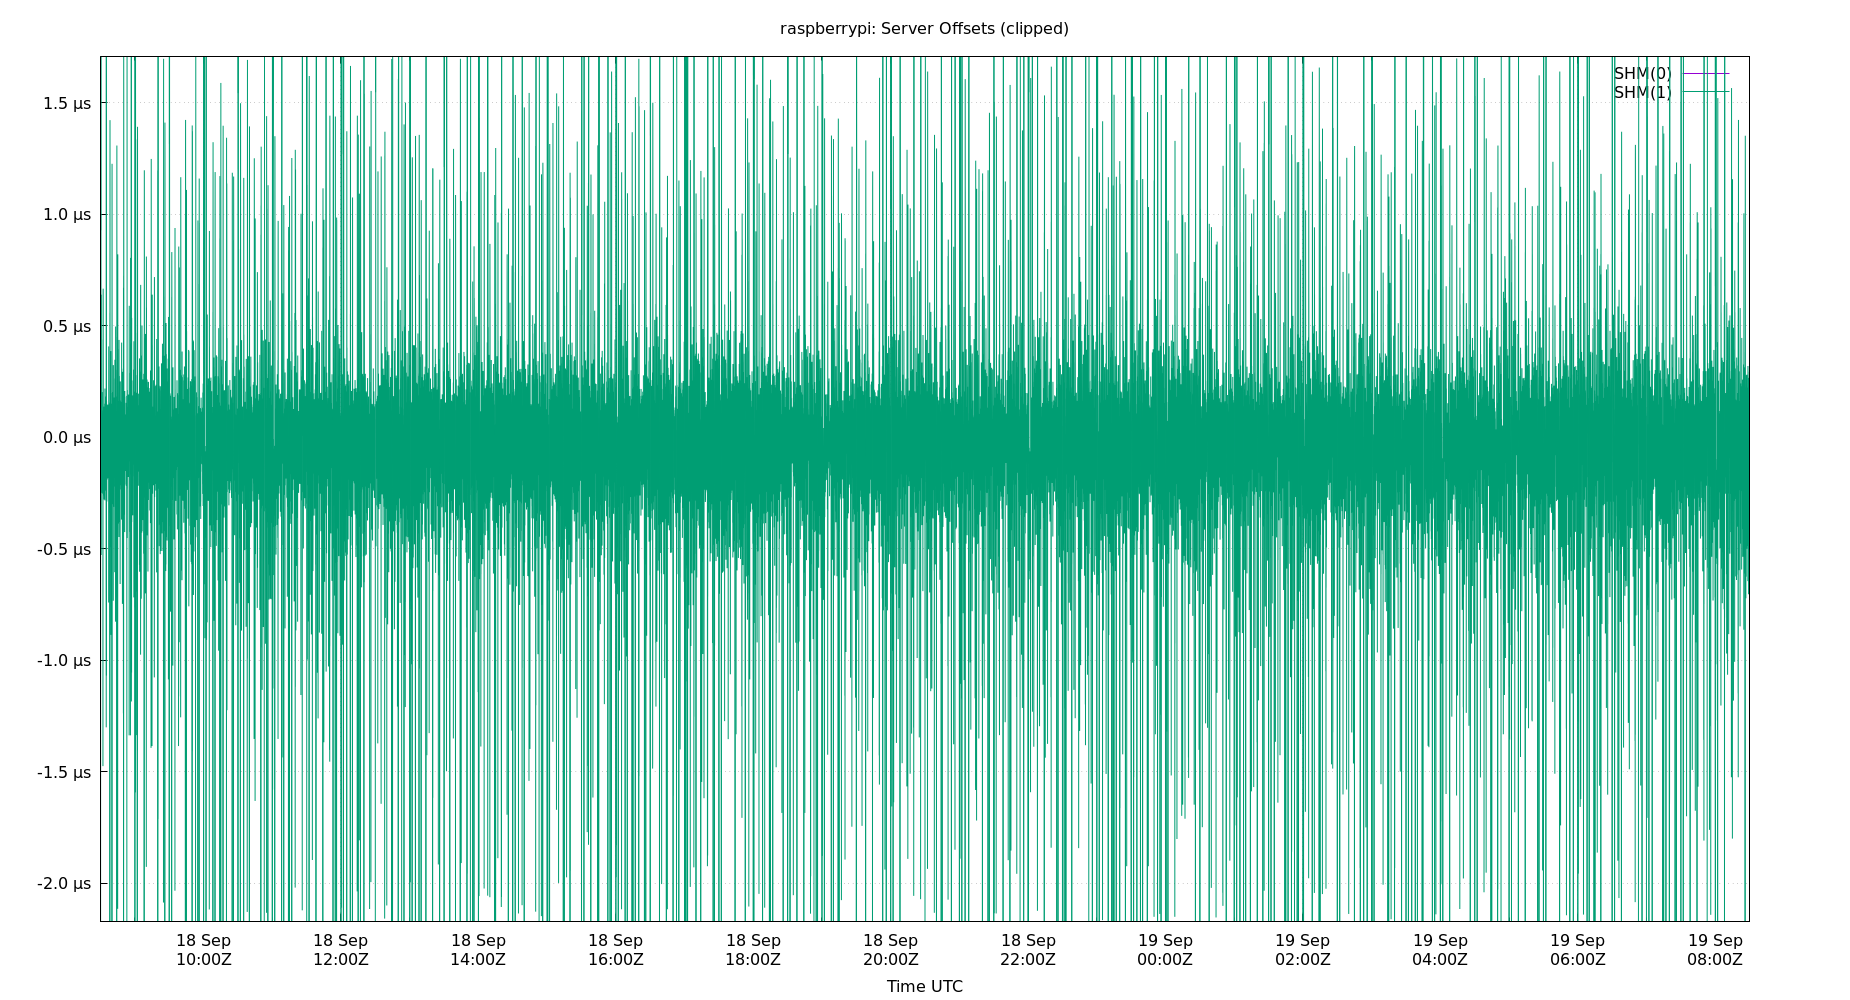 raspberrypi: Server Offsets (clipped)
SHM(0)
SHM(1)
1.5 µs
1.0 µs
0.5 µs
0.0 µs
-0.5 µs
-1.0 µs
-1.5 µs
-2.0 µs
18 Sep 18 Sep 18 Sep 18 Sep 18 Sep 18 Sep 18 Sep 19 Sep 19 Sep 19 Sep 19 Sep 19 Sep
10:00Z 12:00Z 14:00Z 16:00Z 18:00Z 20:00Z 22:00Z 00:00Z 02:00Z 04:00Z 06:00Z 08:00Z
Time UTC